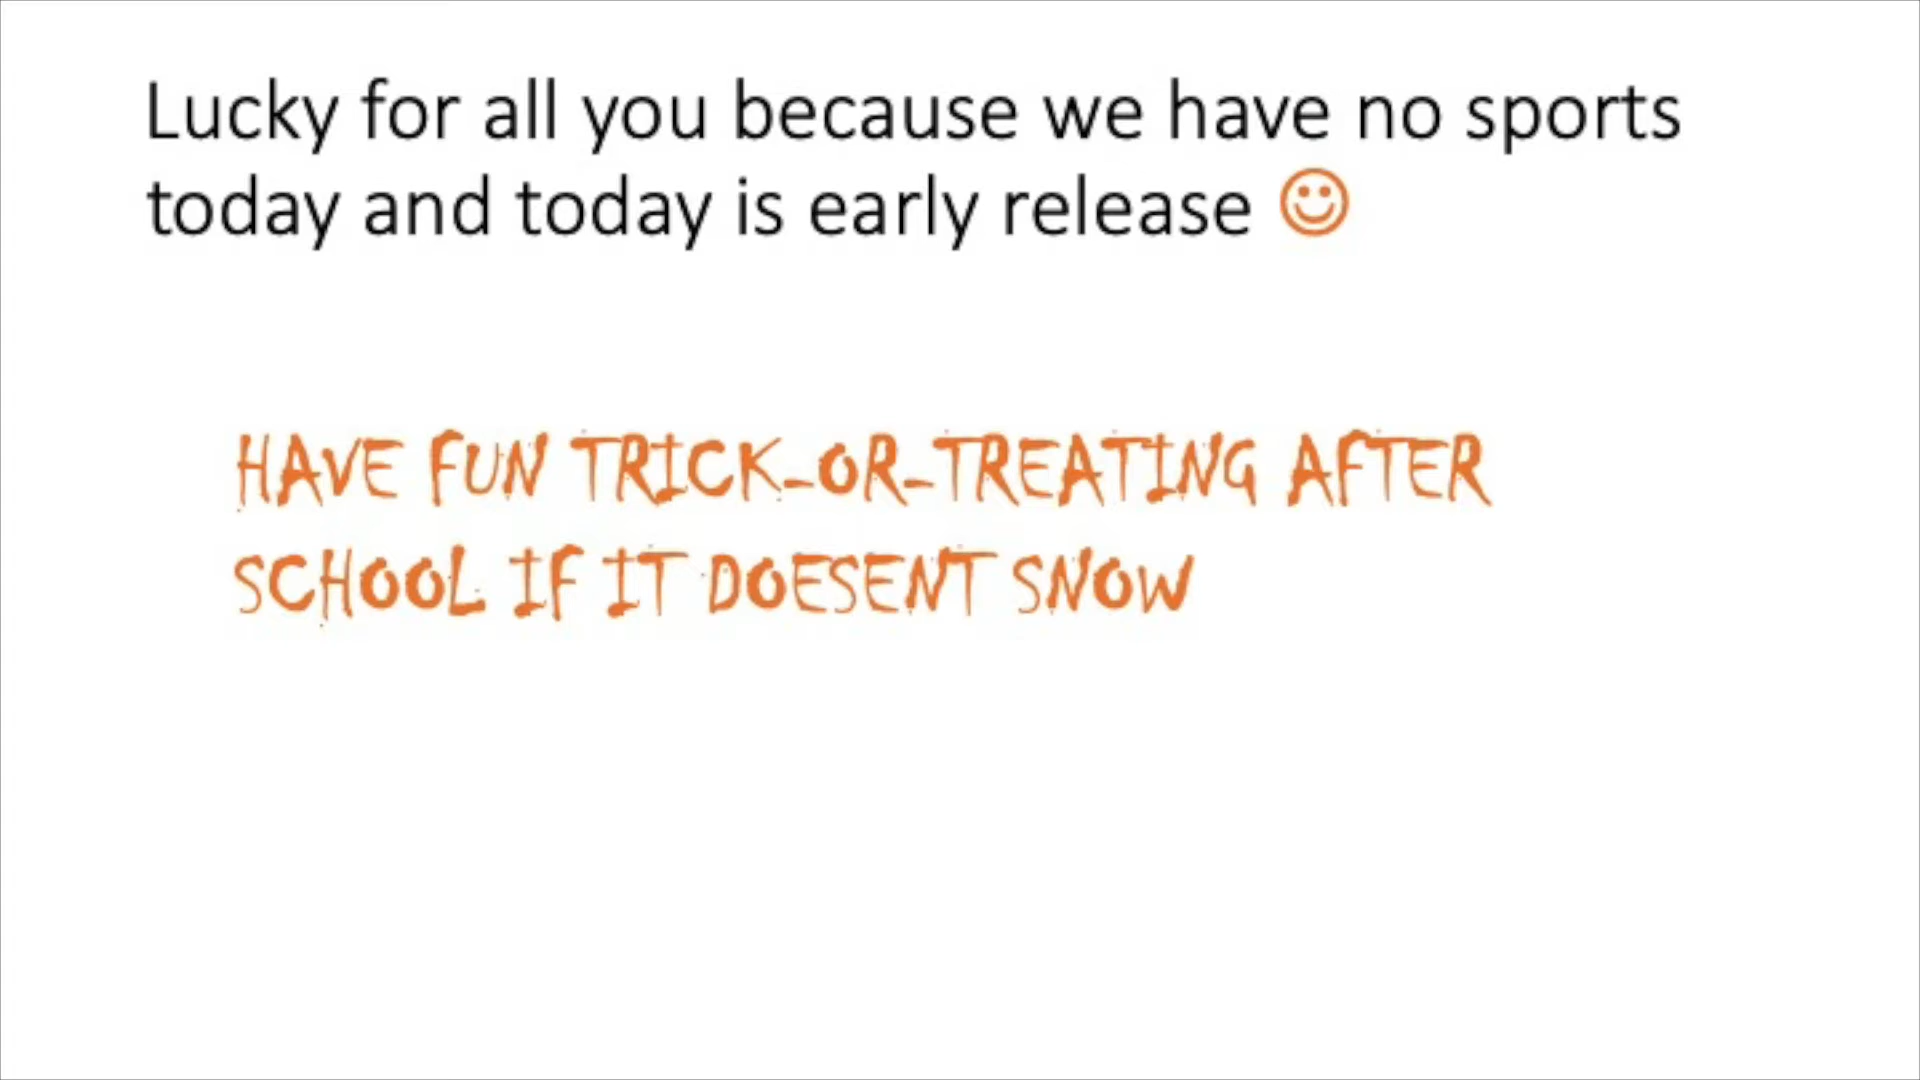 Lucky for all you because we have no sports
today and today is early release ☺
HAVE FUN TRICK-OR-TREATING AFTER
SCHOOL IF IT DOESENT SNOW